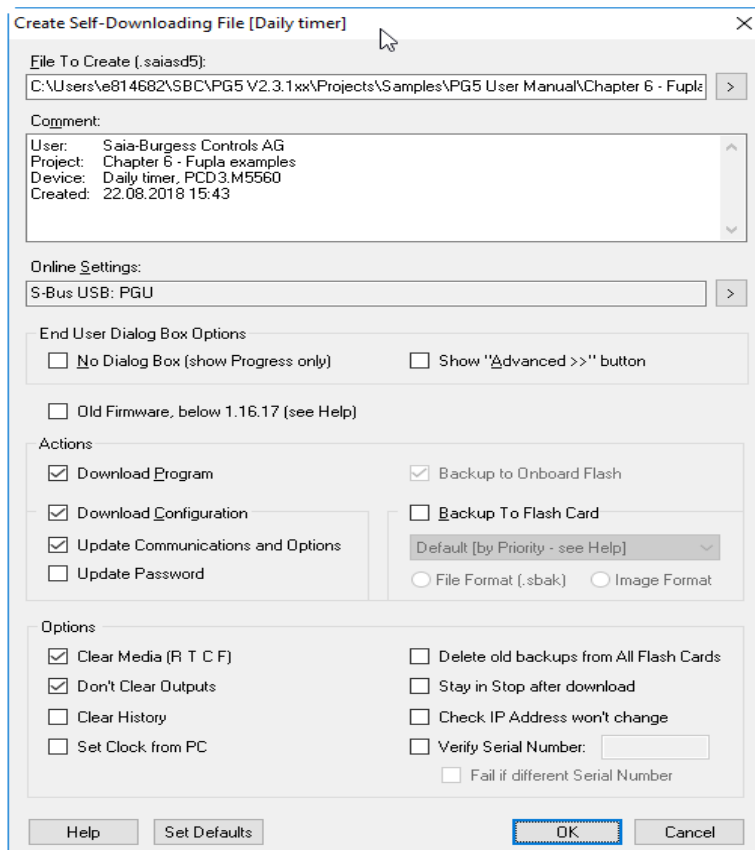 Create Self-Downloading File [Daily timer]
File To Create (.saiasd5):
C:\Users\e814682\SBC\PG5 V2.3.1xx\Projects\Samples\PG5 User Manual\Chapter 6 - Fupla
>
Comment:
User: Saia-Burgess Controls AG
Project: Chapter 6 - Fupla examples
Device: Daily timer, PCD3.M5560
Created: 22.08.2018 15:43
Online Settings:
S-Bus USB: PGU
>
End User Dialog Box Options
No Dialog Box (show Progress only)
Show "Advanced >>" button
Old Firmware, below 1.16.17 (see Help)
Actions
Download Program
Backup to Onboard Flash
Download Configuration
Backup To Flash Card
Update Communications and Options
Default [by Priority - see Help]
Update Password
File Format (.sbak)
Image Format
Options
Clear Media (R T C F)
Delete old backups from All Flash Cards
Don't Clear Outputs
Stay in Stop after download
Clear History
Check IP Address won't change
Set Clock from PC
Verify Serial Number:
Fail if different Serial Number
Help
Set Defaults
OK
Cancel